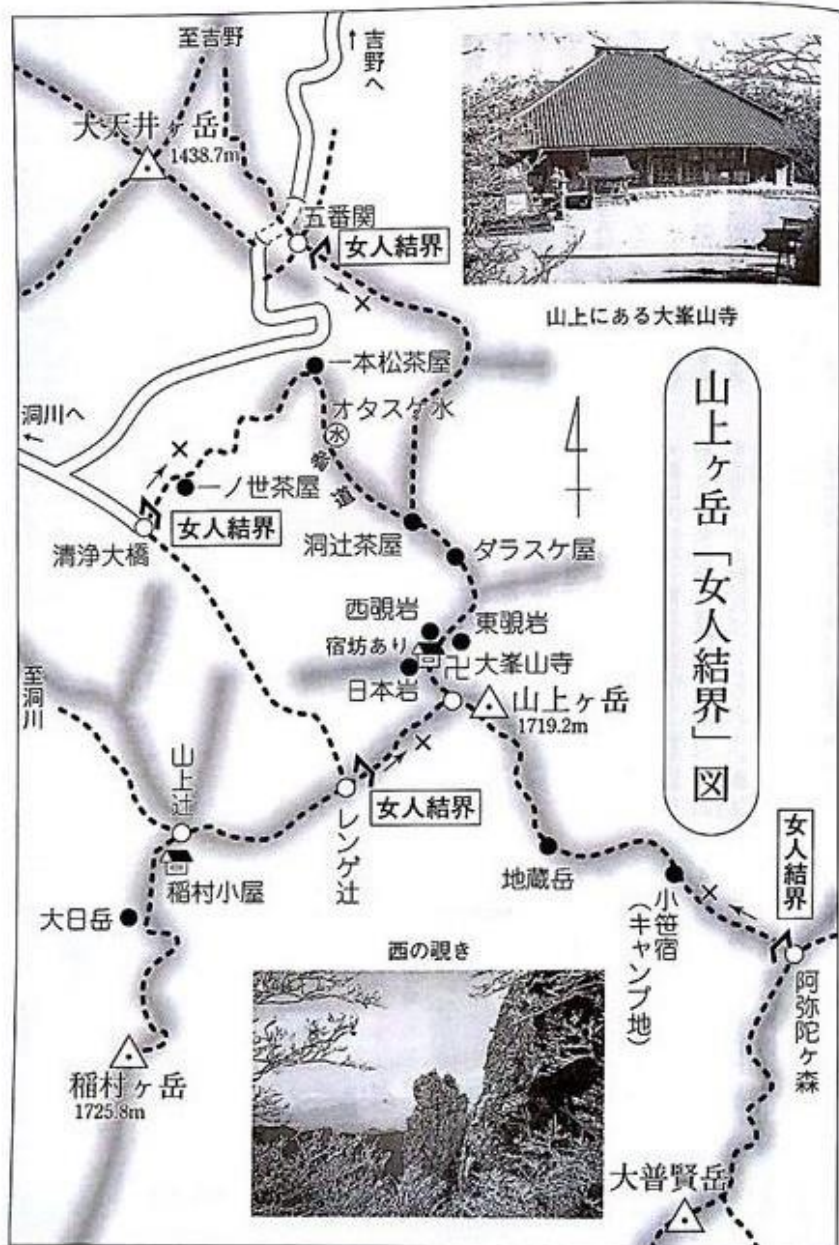 至吉野
吉野へ
大天井ヶ岳
1438.7m
五番関
女人結界
山上にある大峯山寺
山上ヶ岳「女人結界」図
一本松茶屋
オタスケ水
水
参道
洞川へ
一ノ世茶屋
女人結界
清浄大橋
洞辻茶屋
ダラスケ屋
西覗岩
東覗岩
宿坊あり
大峯山寺
卍
日本岩
山上ヶ岳
1719.2m
至洞川
山上辻
レンゲ辻
女人結界
稲村小屋
大日岳
地蔵岳
小笹宿
(キャンプ地)
女人結界
阿弥陀ヶ森
西の覗き
稲村ヶ岳
1725.8m
大普賢岳